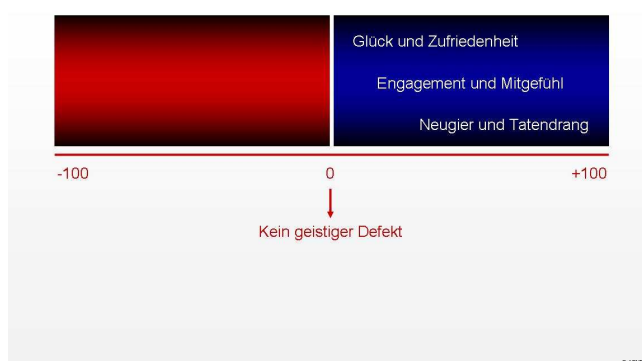 Glück und Zufriedenheit
Engagement und Mitgefühl
Neugier und Tatendrang
-100 0 +100
Kein geistiger Defekt